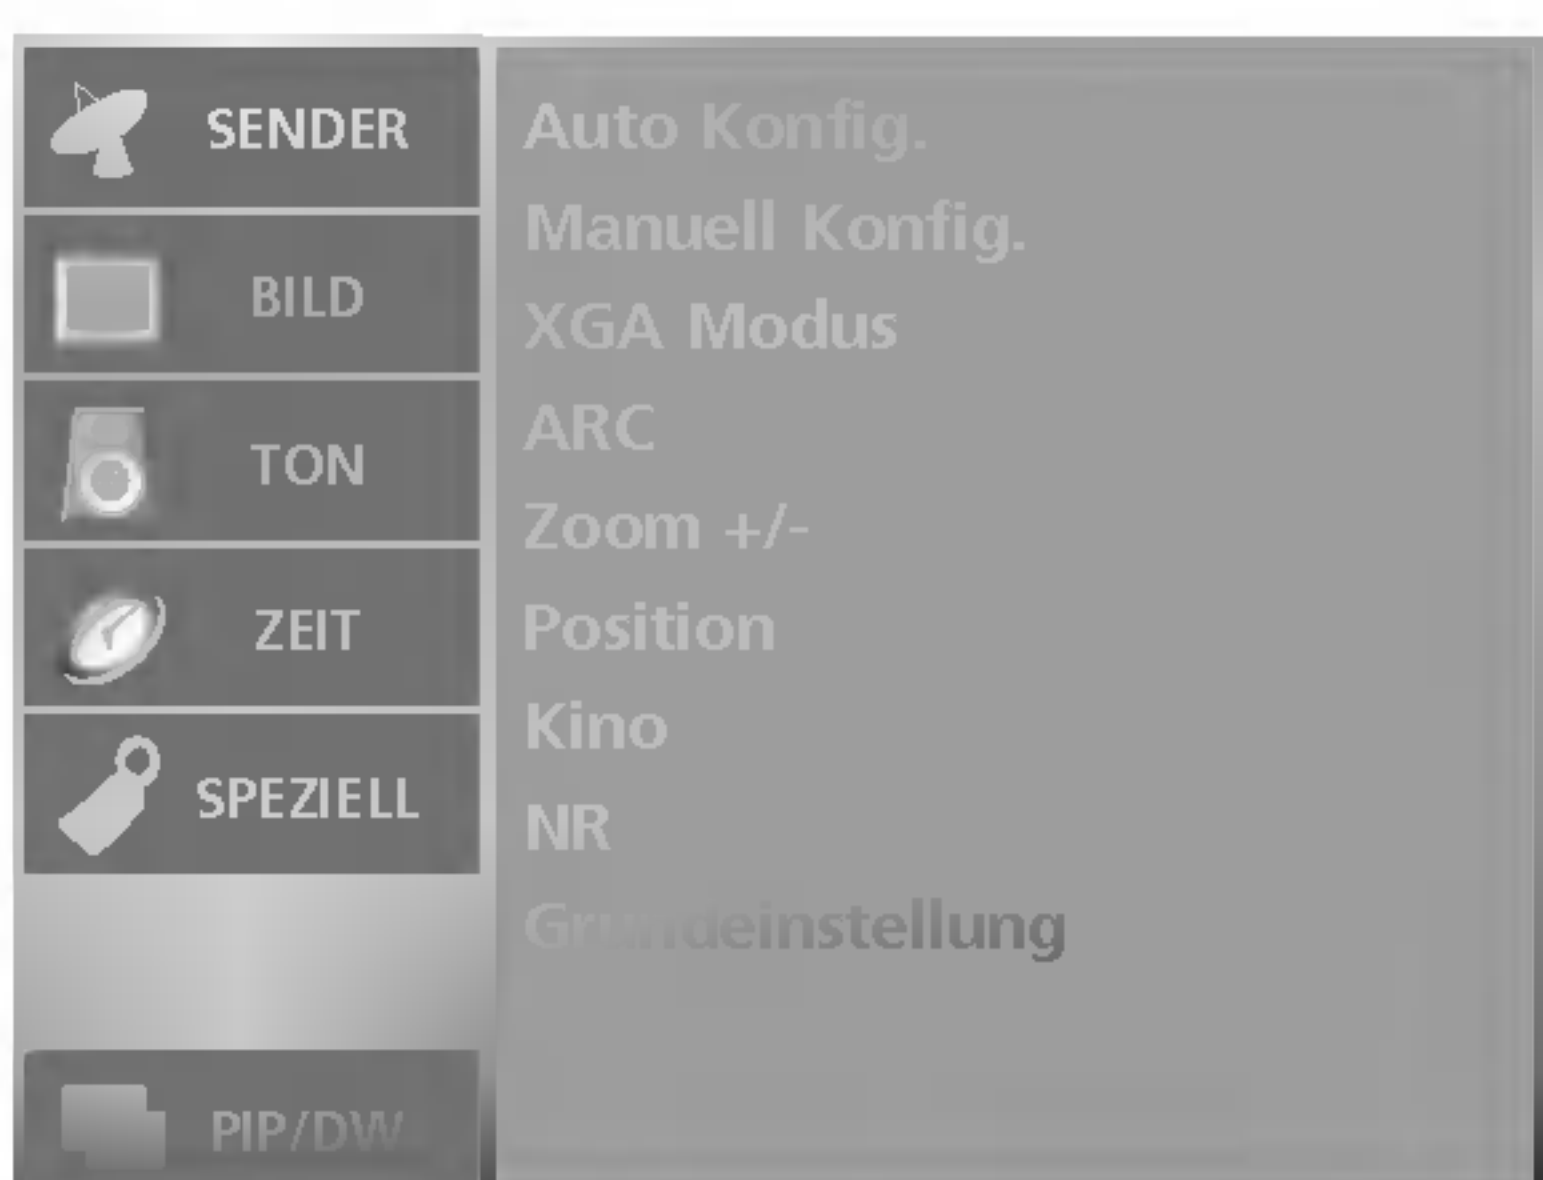 SENDER
BILD
TON
ZEIT
SPEZIELL
PIP/DW
Auto Konfig.
Manuell Konfig.
XGA Modus
ARC
Zoom +/-
Position
Kino
NR
Grundeinstellung